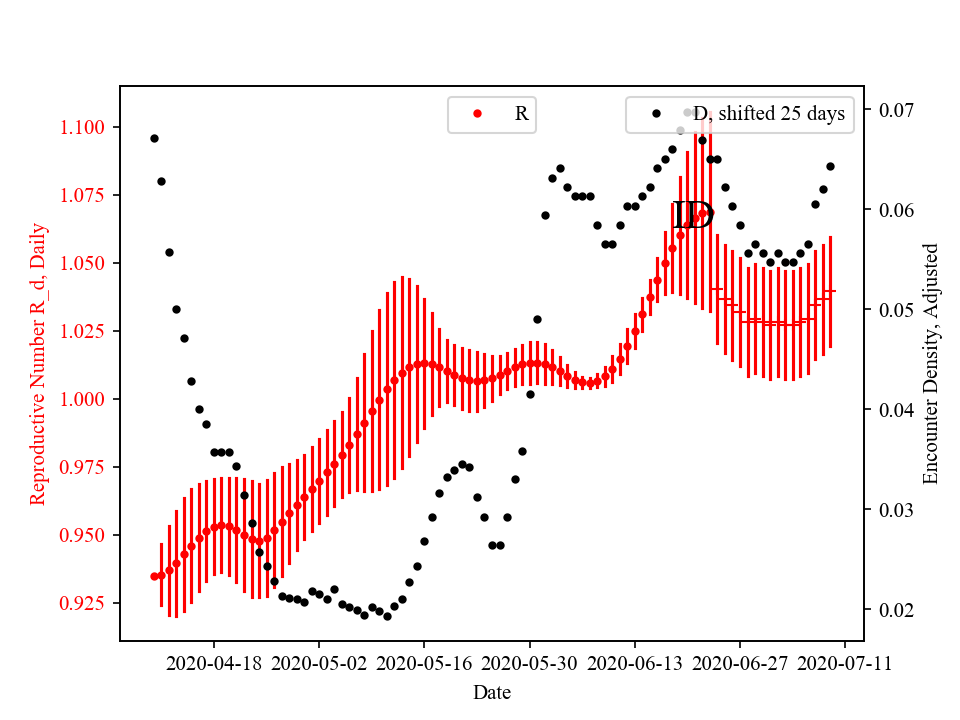 R
D, shifted 25 days
ID
Reproductive Number R_d, Daily
1.100
1.075
1.050
1.025
1.000
0.975
0.950
0.925
0.07
0.06
0.05
0.04
0.03
0.02
Encounter Density, Adjusted
2020-04-18 2020-05-02 2020-05-16 2020-05-30 2020-06-13 2020-06-27 2020-07-11
Date